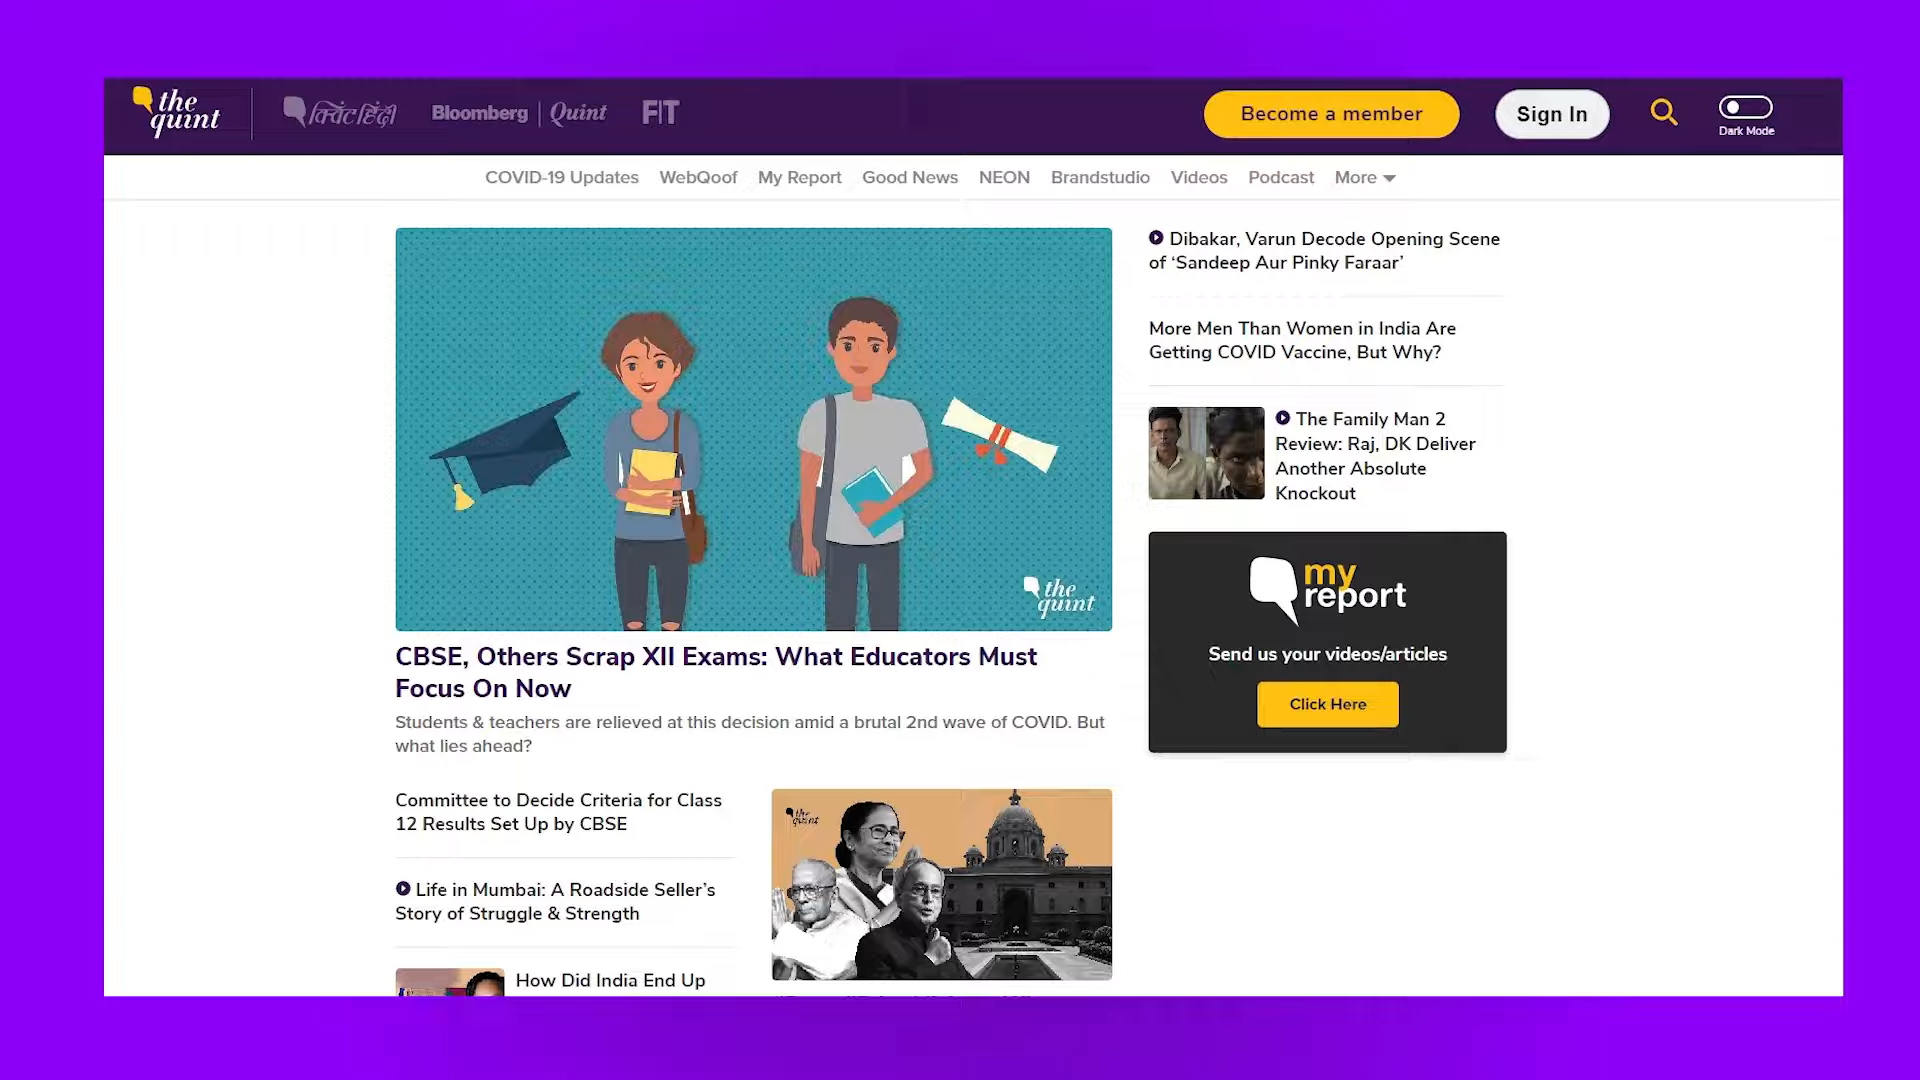 the quint
क्विंट हिंदी
Bloomberg | Quint
FIT
Become a member
Sign In
Dark Mode
COVID-19 Updates
WebQoof
My Report
Good News
NEON
Brandstudio
Videos
Podcast
More
the
quint
CBSE, Others Scrap XII Exams: What Educators Must
Focus On Now
Students & teachers are relieved at this decision amid a brutal 2nd wave of COVID. But
what lies ahead?
Committee to Decide Criteria for Class
12 Results Set Up by CBSE
Life in Mumbai: A Roadside Seller’s
Story of Struggle & Strength
How Did India End Up
the
quint
Dibakar, Varun Decode Opening Scene
of ‘Sandeep Aur Pinky Faraar’
More Men Than Women in India Are
Getting COVID Vaccine, But Why?
The Family Man 2
Review: Raj, DK Deliver
Another Absolute
Knockout
my
report
Send us your videos/articles
Click Here